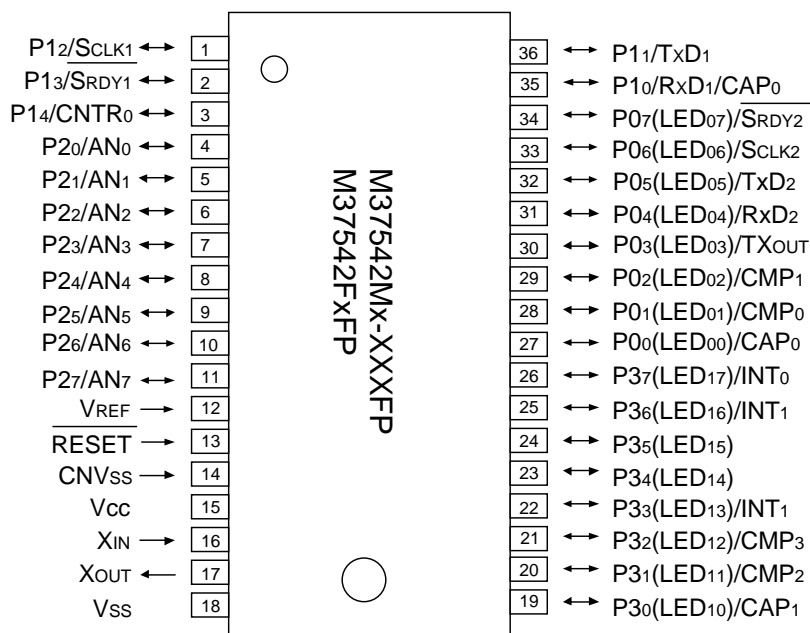 P12/SCLK1 1
P13/SRDY1 2
P14/CNTR0 3
P20/AN0 4
P21/AN1 5
P22/AN2 6
P23/AN3 7
P24/AN4 8
P25/AN5 9
P26/AN6 10
P27/AN7 11
VREF 12
RESET 13
CNVSS 14
VCC 15
XIN 16
XOUT 17
VSS 18
M37542Mx-XXXFP
M37542FxFP
36 P11/TXD1
35 P10/RXD1/CAP0
34 P07(LED07)/SRDY2
33 P06(LED06)/SCLK2
32 P05(LED05)/TxD2
31 P04(LED04)/RxD2
30 P03(LED03)/TXOUT
29 P02(LED02)/CMP1
28 P01(LED01)/CMP0
27 P00(LED00)/CAP0
26 P37(LED17)/INT0
25 P36(LED16)/INT1
24 P35(LED15)
23 P34(LED14)
22 P33(LED13)/INT1
21 P32(LED12)/CMP3
20 P31(LED11)/CMP2
19 P30(LED10)/CAP1